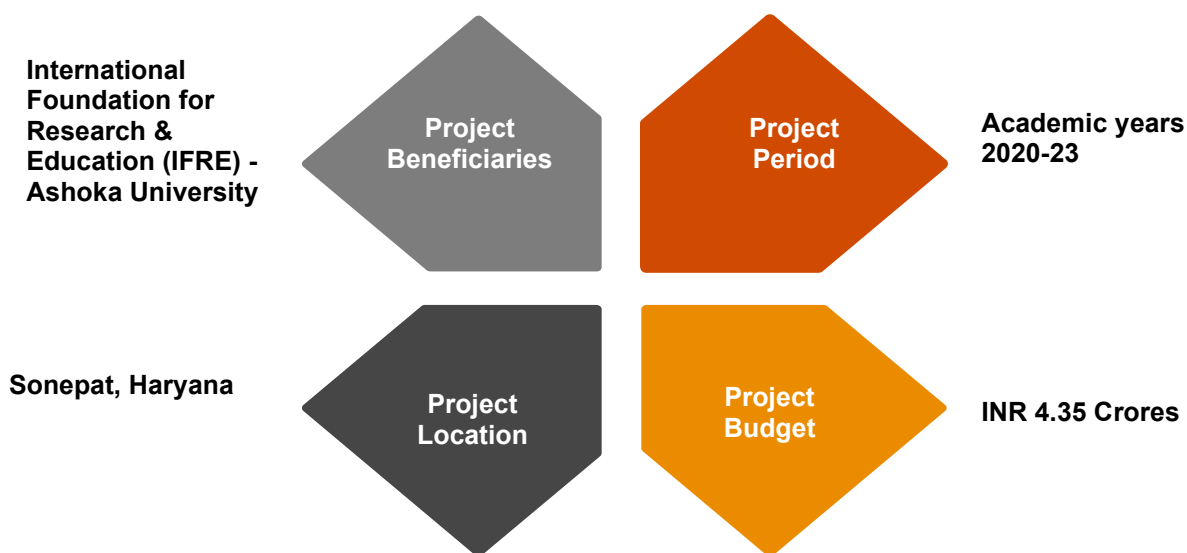 International
Foundation for
Research &
Education (IFRE) -
Ashoka University
Project
Beneficiaries
Project
Period
Academic years
2020-23
Sonepat, Haryana
Project
Location
Project
Budget
INR 4.35 Crores